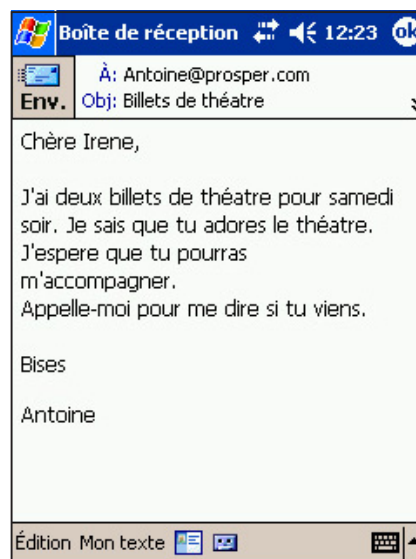 Boîte de réception 12:23 ok
À: Antoine@prosper.com
Env. Obj: Billets de théatre
Chère Irene,
J'ai deux billets de théatre pour samedi
soir. Je sais que tu adores le théatre.
J'espere que tu pourras
m'accompagner.
Appelle-moi pour me dire si tu viens.
Bises
Antoine
Édition Mon texte